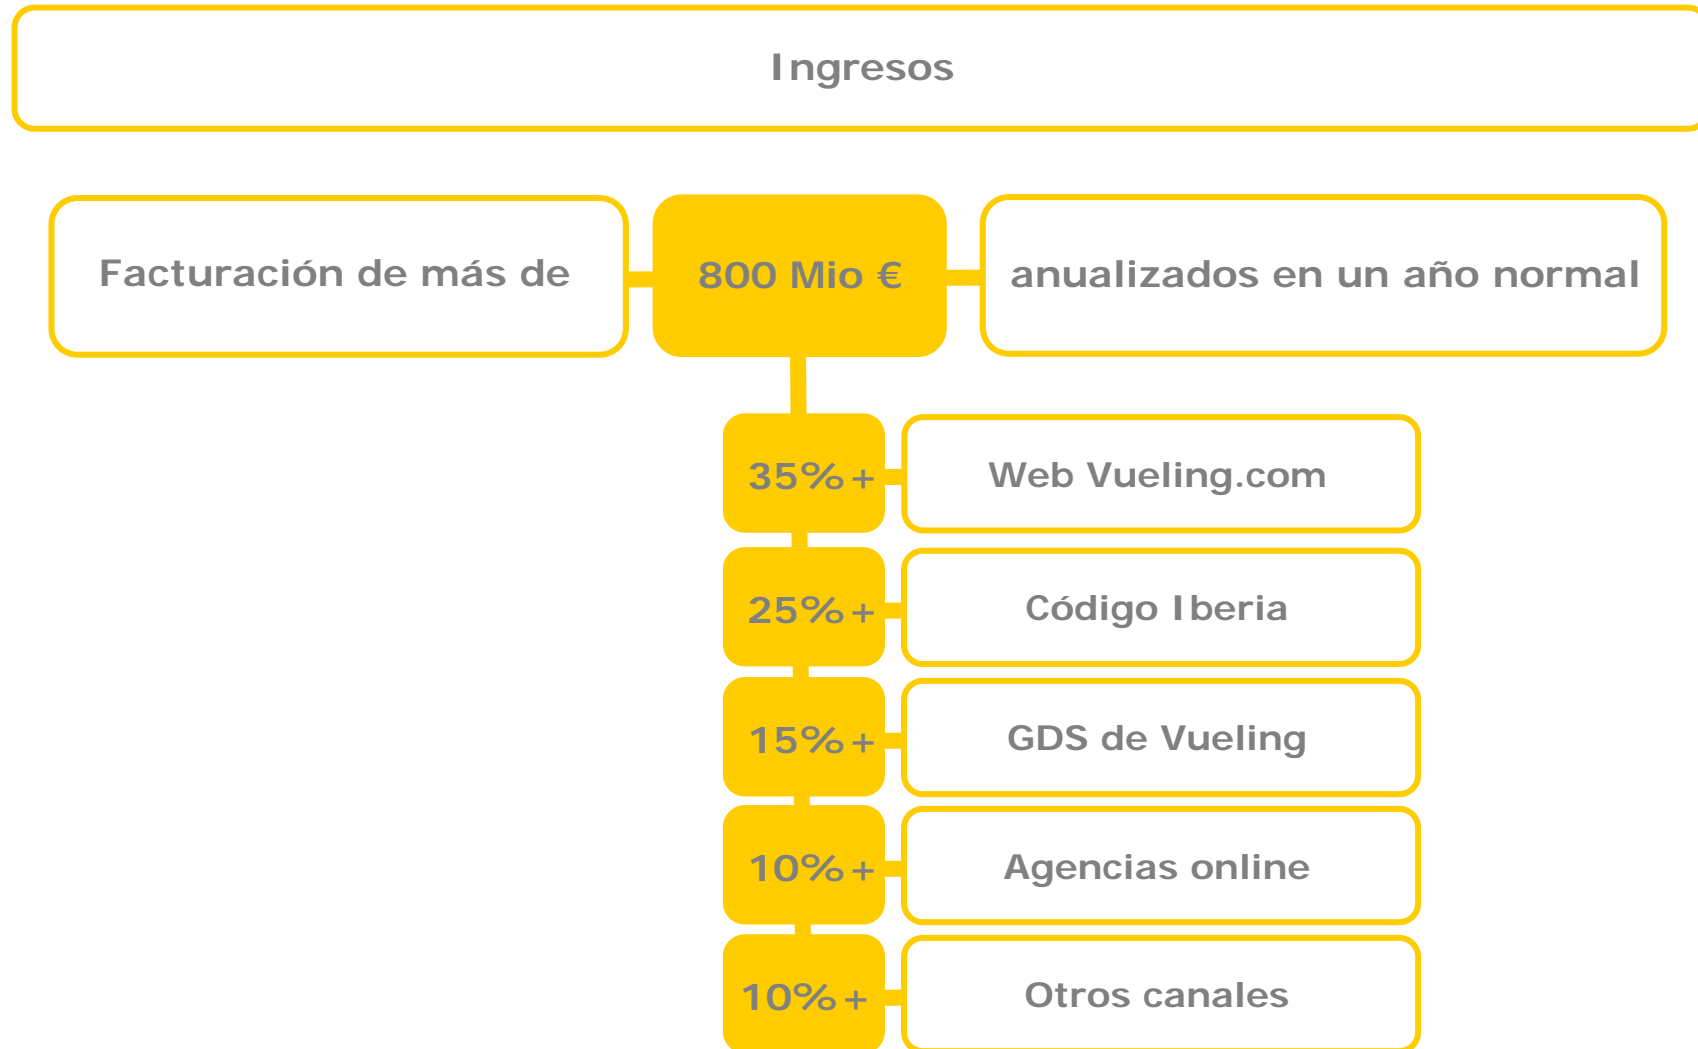 Ingresos
Facturación de más de 800 Mio € anualizados en un año normal
35%+ Web Vueling.com
25%+ Código Iberia
15%+ GDS de Vueling
10%+ Agencias online
10%+ Otros canales